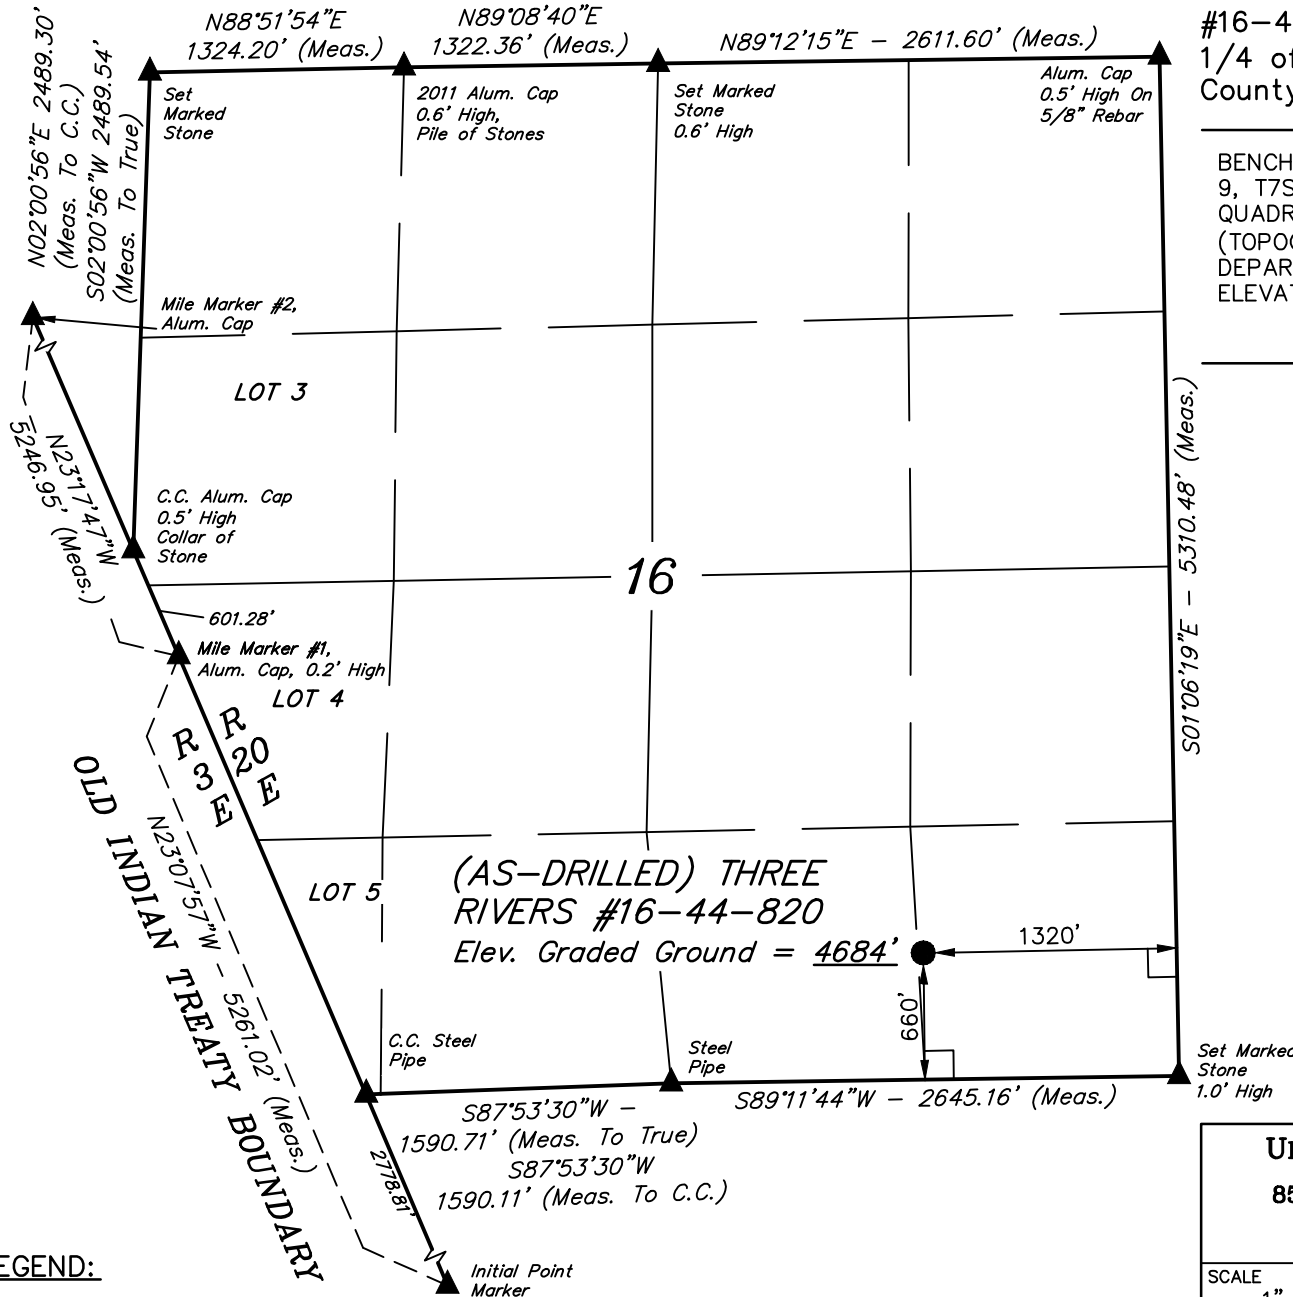 N88°51'54"E
1324.20' (Meas.)
N89°08'40"E
1322.36' (Meas.)
N89°12'15"E - 2611.60' (Meas.)
#16-4
1/4 of
County
N02°00'56"E 2489.30'
(Meas. To C.C.)
S02°00'56"W 2489.54'
(Meas. To True)
Set
Marked
Stone
2011 Alum. Cap
0.6' High,
Pile of Stones
Set Marked
Stone
0.6' High
Alum. Cap
0.5' High On
5/8" Rebar
BENCH
9, T7S
QUADR
(TOPOG
DEPAR
ELEVAT
Mile Marker #2,
Alum. Cap
LOT 3
N23°17'47"W
5246.95' (Meas.)
C.C. Alum. Cap
0.5' High
Collar of
Stone
16
S01°06'19"E - 5310.48' (Meas.)
601.28'
Mile Marker #1,
Alum. Cap, 0.2' High
LOT 4
R 20 E
R 3 E
OLD INDIAN TREATY BOUNDARY
N23°07'57"W - 5261.02' (Meas.)
LOT 5
(AS-DRILLED) THREE
RIVERS #16-44-820
Elev. Graded Ground = 4684'
1320'
660'
C.C. Steel
Pipe
Steel
Pipe
Set Marked
Stone
1.0' High
S87°53'30"W -
1590.71' (Meas. To True)
S87°53'30"W
1590.11' (Meas. To C.C.)
S89°11'44"W - 2645.16' (Meas.)
2778.81'
Initial Point
Marker
EGEND:
85
SCALE
1"